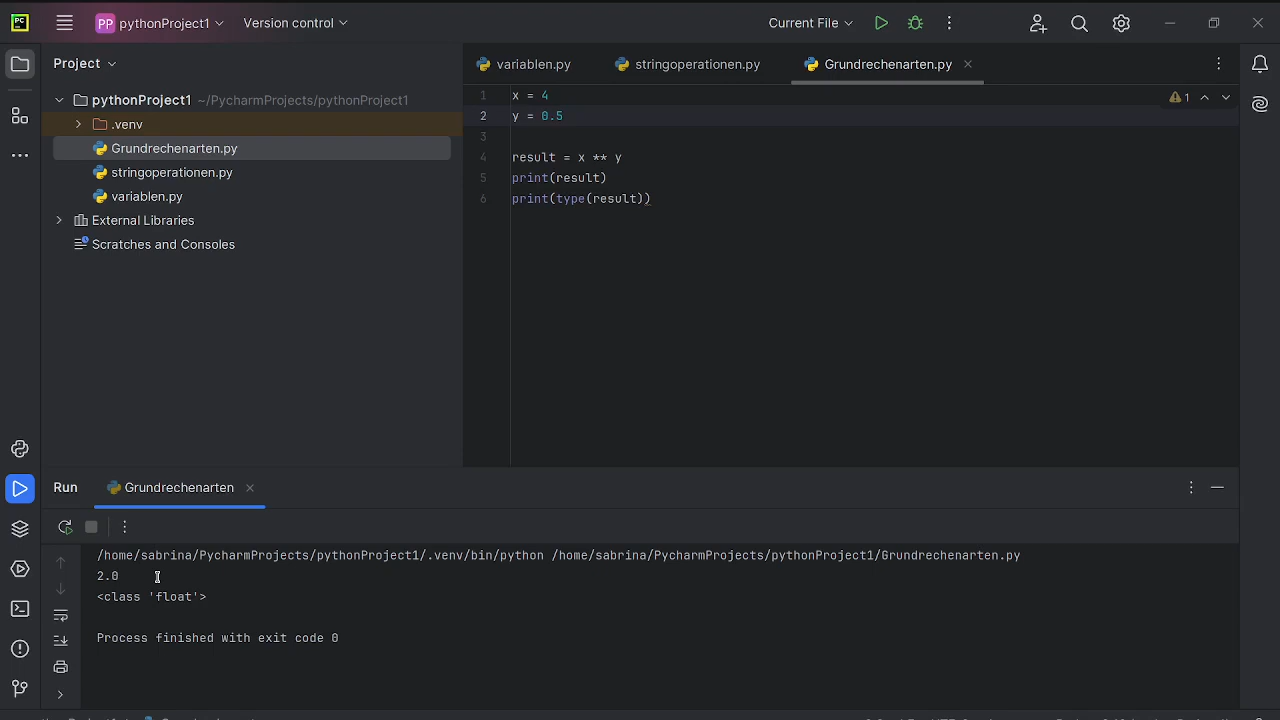 PC
PP pythonProject1
Version control
Current File
Project
variablen.py
stringoperationen.py
Grundrechenarten.py
pythonProject1 ~/PycharmProjects/pythonProject1
.venv
Grundrechenarten.py
stringoperationen.py
variablen.py
External Libraries
Scratches and Consoles
1 x = 4
2 y = 0.5
3
4 result = x ** y
5 print(result)
6 print(type(result))
1
Run
Grundrechenarten
/home/sabrina/PycharmProjects/pythonProject1/.venv/bin/python /home/sabrina/PycharmProjects/pythonProject1/Grundrechenarten.py
2.0
<class 'float'>
Process finished with exit code 0